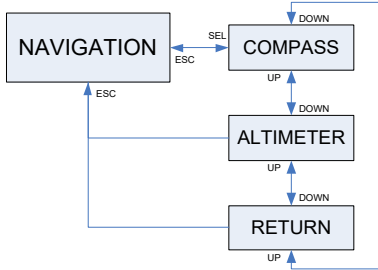 DOWN
NAVIGATION
SEL
ESC
COMPASS
UP
ESC
DOWN
ALTIMETER
UP
DOWN
RETURN
UP